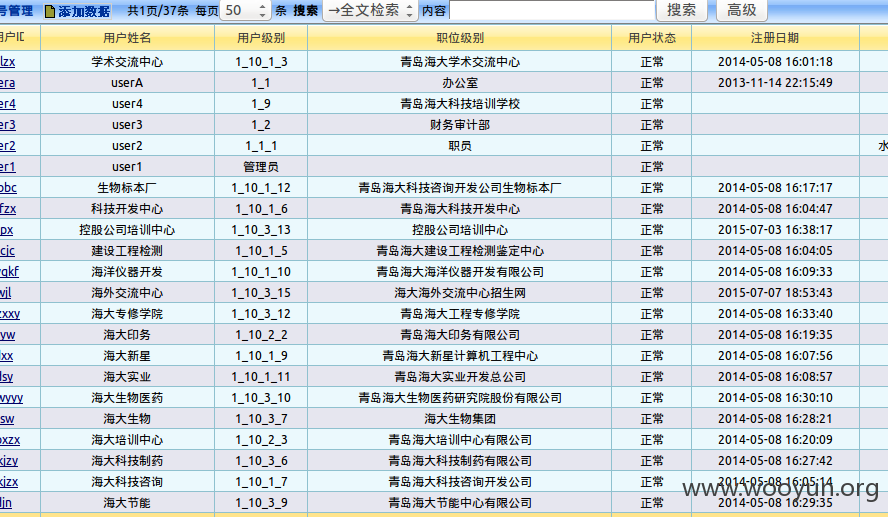 号管理 添加数据 共1页/37条 每页 50 条 搜索 →全文检索 内容 搜索 高级
用户ID 用户姓名 用户级别 职位级别 用户状态 注册日期
lzx 学术交流中心 1_10_1_3 青岛海大学术交流中心 正常 2014-05-08 16:01:18
era userA 1_1 办公室 正常 2013-11-14 22:15:49
er4 user4 1_9 青岛海大科技培训学校 正常
er3 user3 1_2 财务审计部 正常
er2 user2 1_1_1 职员 正常 水
er1 user1 管理员 正常
bbc 生物标本厂 1_10_1_12 青岛海大科技咨询开发公司生物标本厂 正常 2014-05-08 16:17:17
fzx 科技开发中心 1_10_1_6 青岛海大科技开发中心 正常 2014-05-08 16:04:47
px 控股公司培训中心 1_10_3_13 控股公司培训中心 正常 2015-07-03 16:38:17
cjc 建设工程检测 1_10_1_5 青岛海大建设工程检测鉴定中心 正常 2014-05-08 16:04:05
yqkf 海洋仪器开发 1_10_1_10 青岛海大海洋仪器开发有限公司 正常 2014-05-08 16:09:33
wjl 海外交流中心 1_10_3_15 海大海外交流中心招生网 正常 2015-07-07 18:53:43
zxxy 海大专修学院 1_10_3_12 青岛海大工程专修学院 正常 2014-05-08 16:33:40
yw 海大印务 1_10_2_2 青岛海大印务有限公司 正常 2014-05-08 16:19:35
xx 海大新星 1_10_1_9 青岛海大新星计算机工程中心 正常 2014-05-08 16:07:56
dsy 海大实业 1_10_1_11 青岛海大实业开发总公司 正常 2014-05-08 16:08:57
wyyy 海大生物医药 1_10_3_10 青岛海大生物医药研究院股份有限公司 正常 2014-05-08 16:30:10
sw 海大生物 1_10_3_7 海大生物集团 正常 2014-05-08 16:28:21
pxzx 海大培训中心 1_10_2_3 青岛海大培训中心有限公司 正常 2014-05-08 16:20:09
kjzy 海大科技制药 1_10_3_6 青岛海大科技制药有限公司 正常 2014-05-08 16:27:42
kjzx 海大科技咨询 1_10_1_7 青岛海大科技咨询开发公司 正常 2014-05-08 16:05:14
djn 海大节能 1_10_3_9 青岛海大节能中心有限公司 正常 2014-05-08 16:29:35
www.wooyun.org